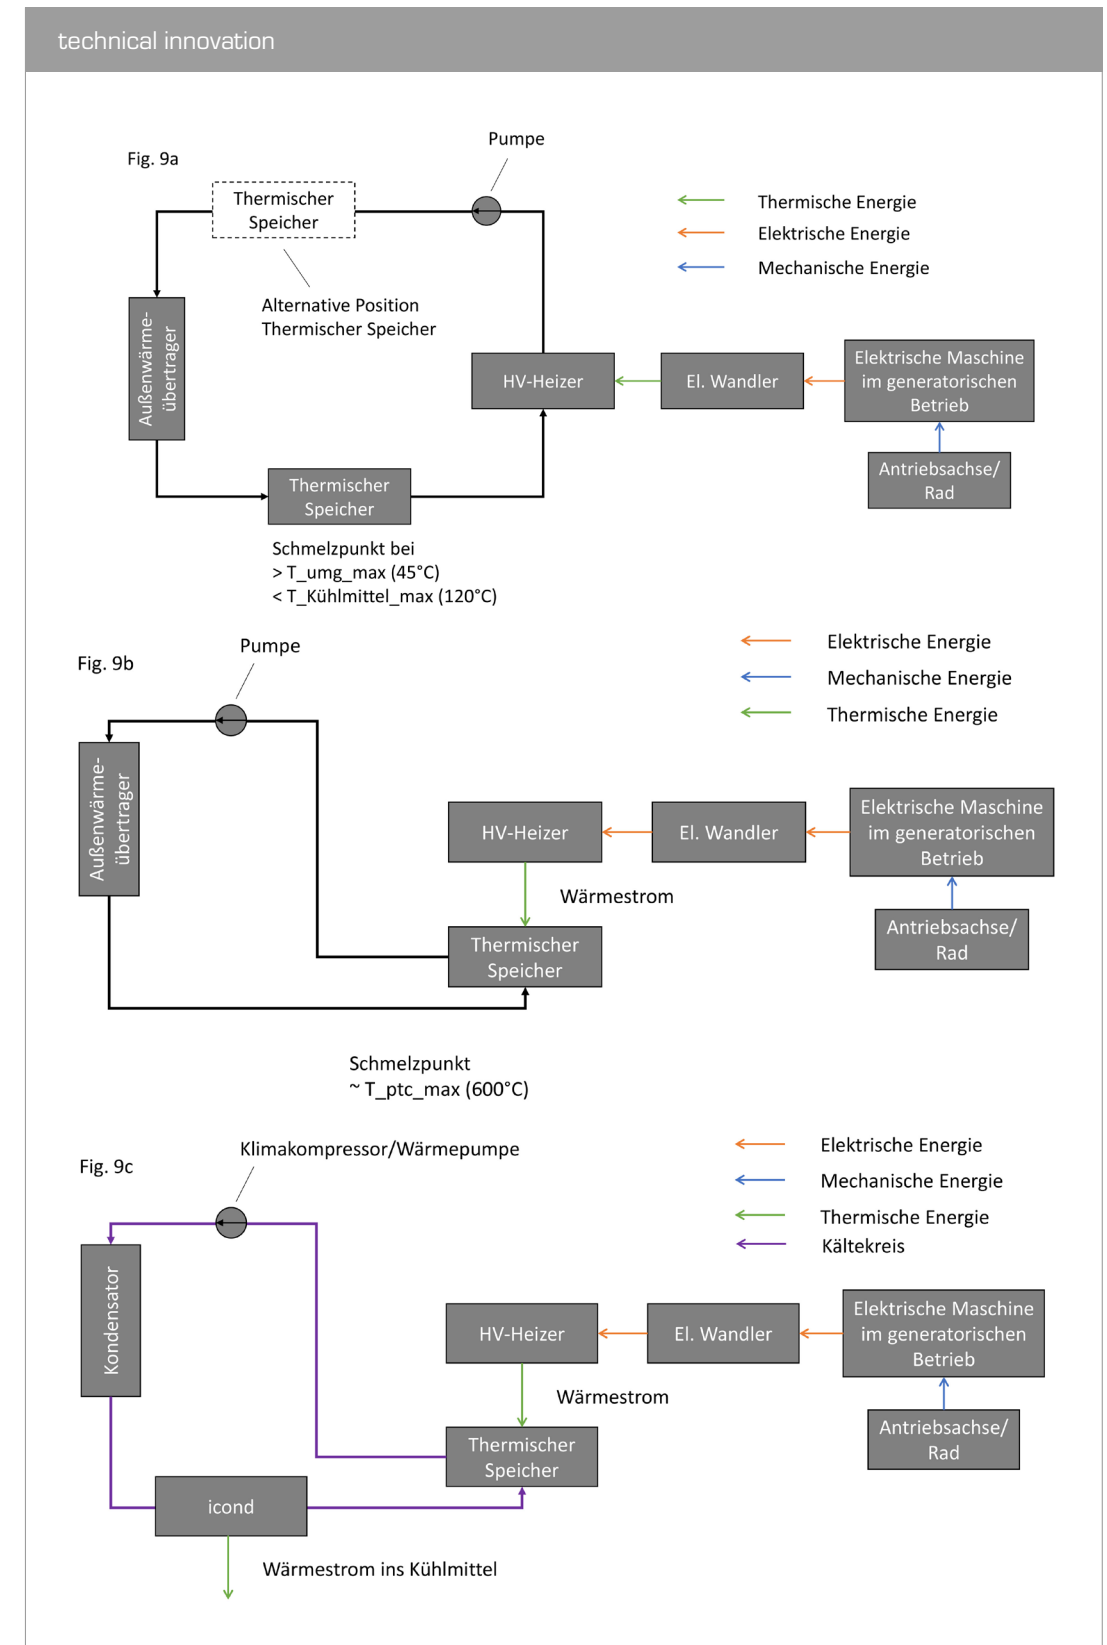 technical innovation
Fig. 9a
Pumpe
Thermischer
Speicher
Alternative Position
Thermischer Speicher
Thermische Energie
Elektrische Energie
Mechanische Energie
Außenwärme-
übertrager
HV-Heizer
El. Wandler
Elektrische Maschine
im generatorischen
Betrieb
Antriebsachse/
Rad
Thermischer
Speicher
Schmelzpunkt bei
> T_umg_max (45°C)
< T_Kühlmittel_max (120°C)
Fig. 9b
Pumpe
Elektrische Energie
Mechanische Energie
Thermische Energie
Außenwärme-
übertrager
HV-Heizer
El. Wandler
Elektrische Maschine
im generatorischen
Betrieb
Wärmestrom
Antriebsachse/
Rad
Thermischer
Speicher
Schmelzpunkt
~ T_ptc_max (600°C)
Fig. 9c
Klimakompressor/Wärmepumpe
Elektrische Energie
Mechanische Energie
Thermische Energie
Kältekreis
Kondensator
HV-Heizer
El. Wandler
Elektrische Maschine
im generatorischen
Betrieb
Wärmestrom
Antriebsachse/
Rad
Thermischer
Speicher
icond
Wärmestrom ins Kühlmittel